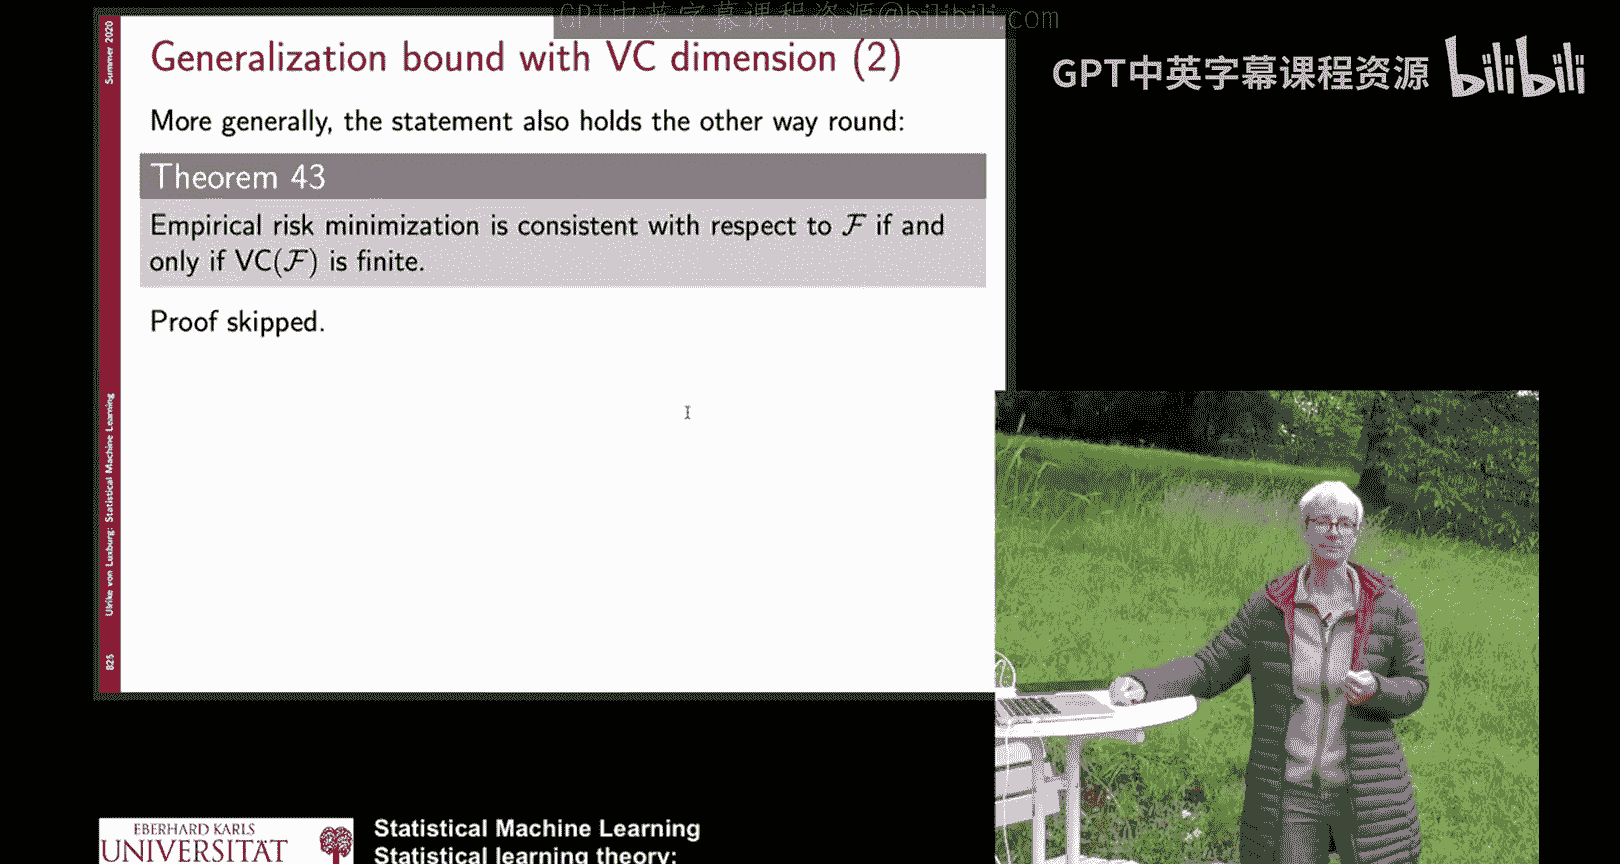 GPT中英字幕课程资源@bilibili.com
GPT中英字幕课程资源 bilibili
Summer 2020
Generalization bound with VC dimension (2)
More generally, the statement also holds the other way round:
Theorem 43
Empirical risk minimization is consistent with respect to F if and
only if VC(F) is finite.
Proof skipped.
Ulrike von Luxburg: Statistical Machine Learning
825
EBERHARD KARLS
UNIVERSITÄT
Statistical Machine Learning
Statistical learning theory: